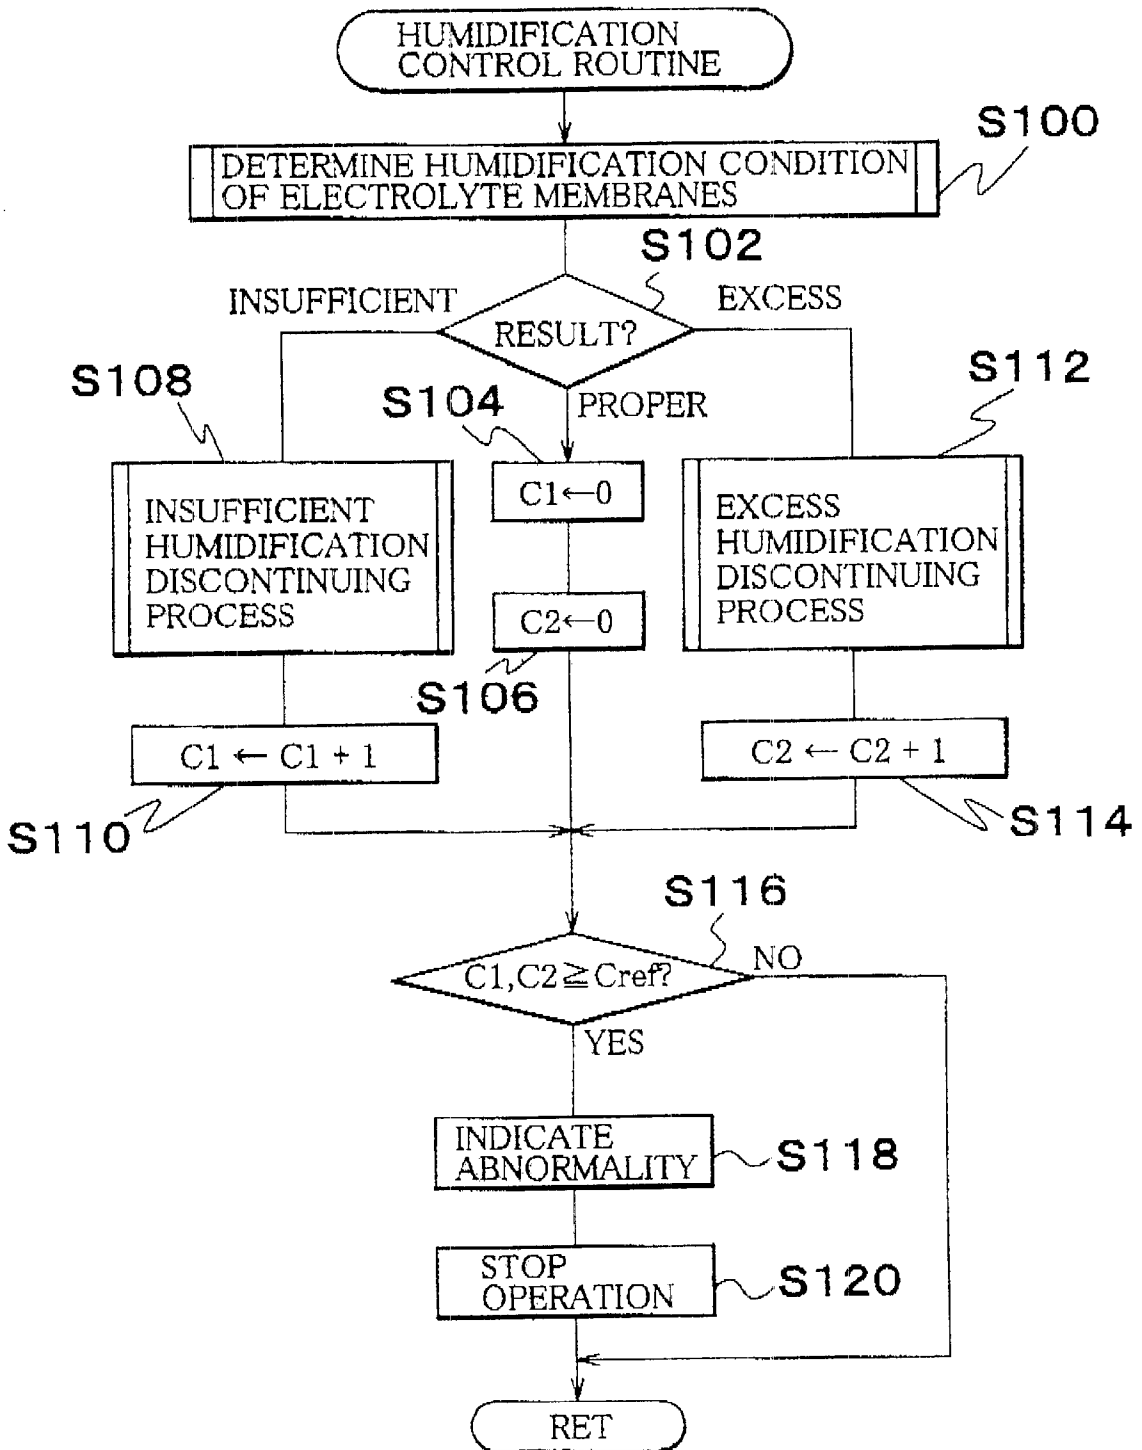 HUMIDIFICATION
CONTROL ROUTINE
S100
DETERMINE HUMIDIFICATION CONDITION
OF ELECTROLYTE MEMBRANES
S102
INSUFFICIENT
EXCESS
RESULT?
S108
S104
PROPER
S112
C1←0
INSUFFICIENT
HUMIDIFICATION
DISCONTINUING
PROCESS
EXCESS
HUMIDIFICATION
DISCONTINUING
PROCESS
C2←0
S106
C1 ← C1 + 1
C2 ← C2 + 1
S110
S114
S116
C1,C2≧Cref?
NO
YES
INDICATE
ABNORMALITY
S118
STOP
OPERATION
S120
RET